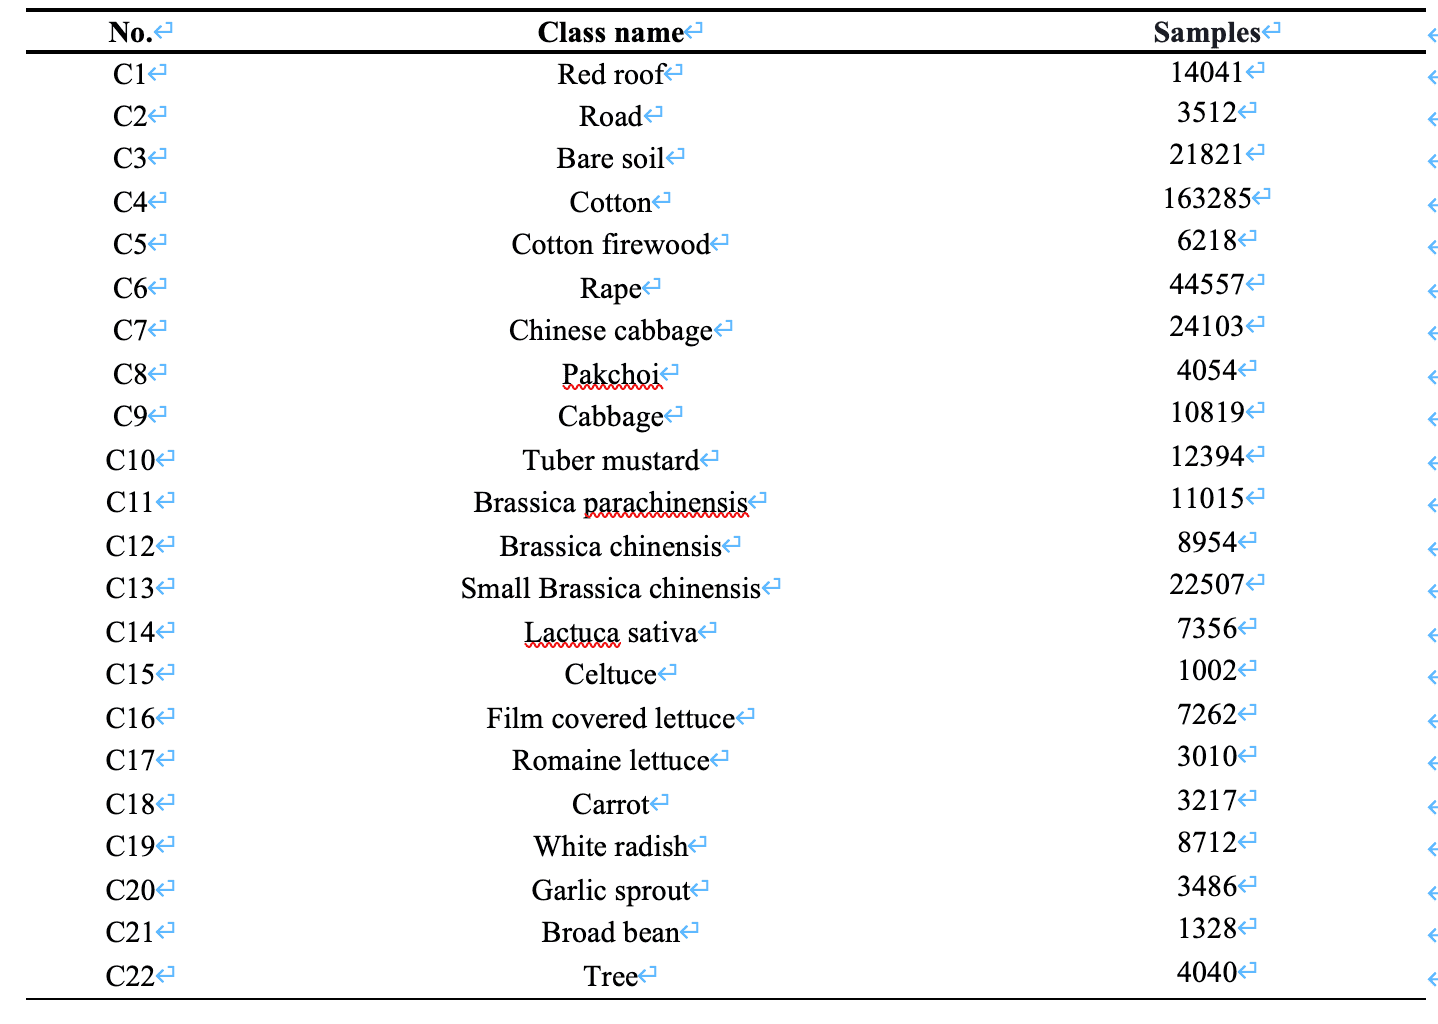 No. Class name Samples
C1 Red roof 14041
C2 Road 3512
C3 Bare soil 21821
C4 Cotton 163285
C5 Cotton firewood 6218
C6 Rape 44557
C7 Chinese cabbage 24103
C8 Pakchoi 4054
C9 Cabbage 10819
C10 Tuber mustard 12394
C11 Brassica parachinensis 11015
C12 Brassica chinensis 8954
C13 Small Brassica chinensis 22507
C14 Lactuca sativa 7356
C15 Celtuce 1002
C16 Film covered lettuce 7262
C17 Romaine lettuce 3010
C18 Carrot 3217
C19 White radish 8712
C20 Garlic sprout 3486
C21 Broad bean 1328
C22 Tree 4040